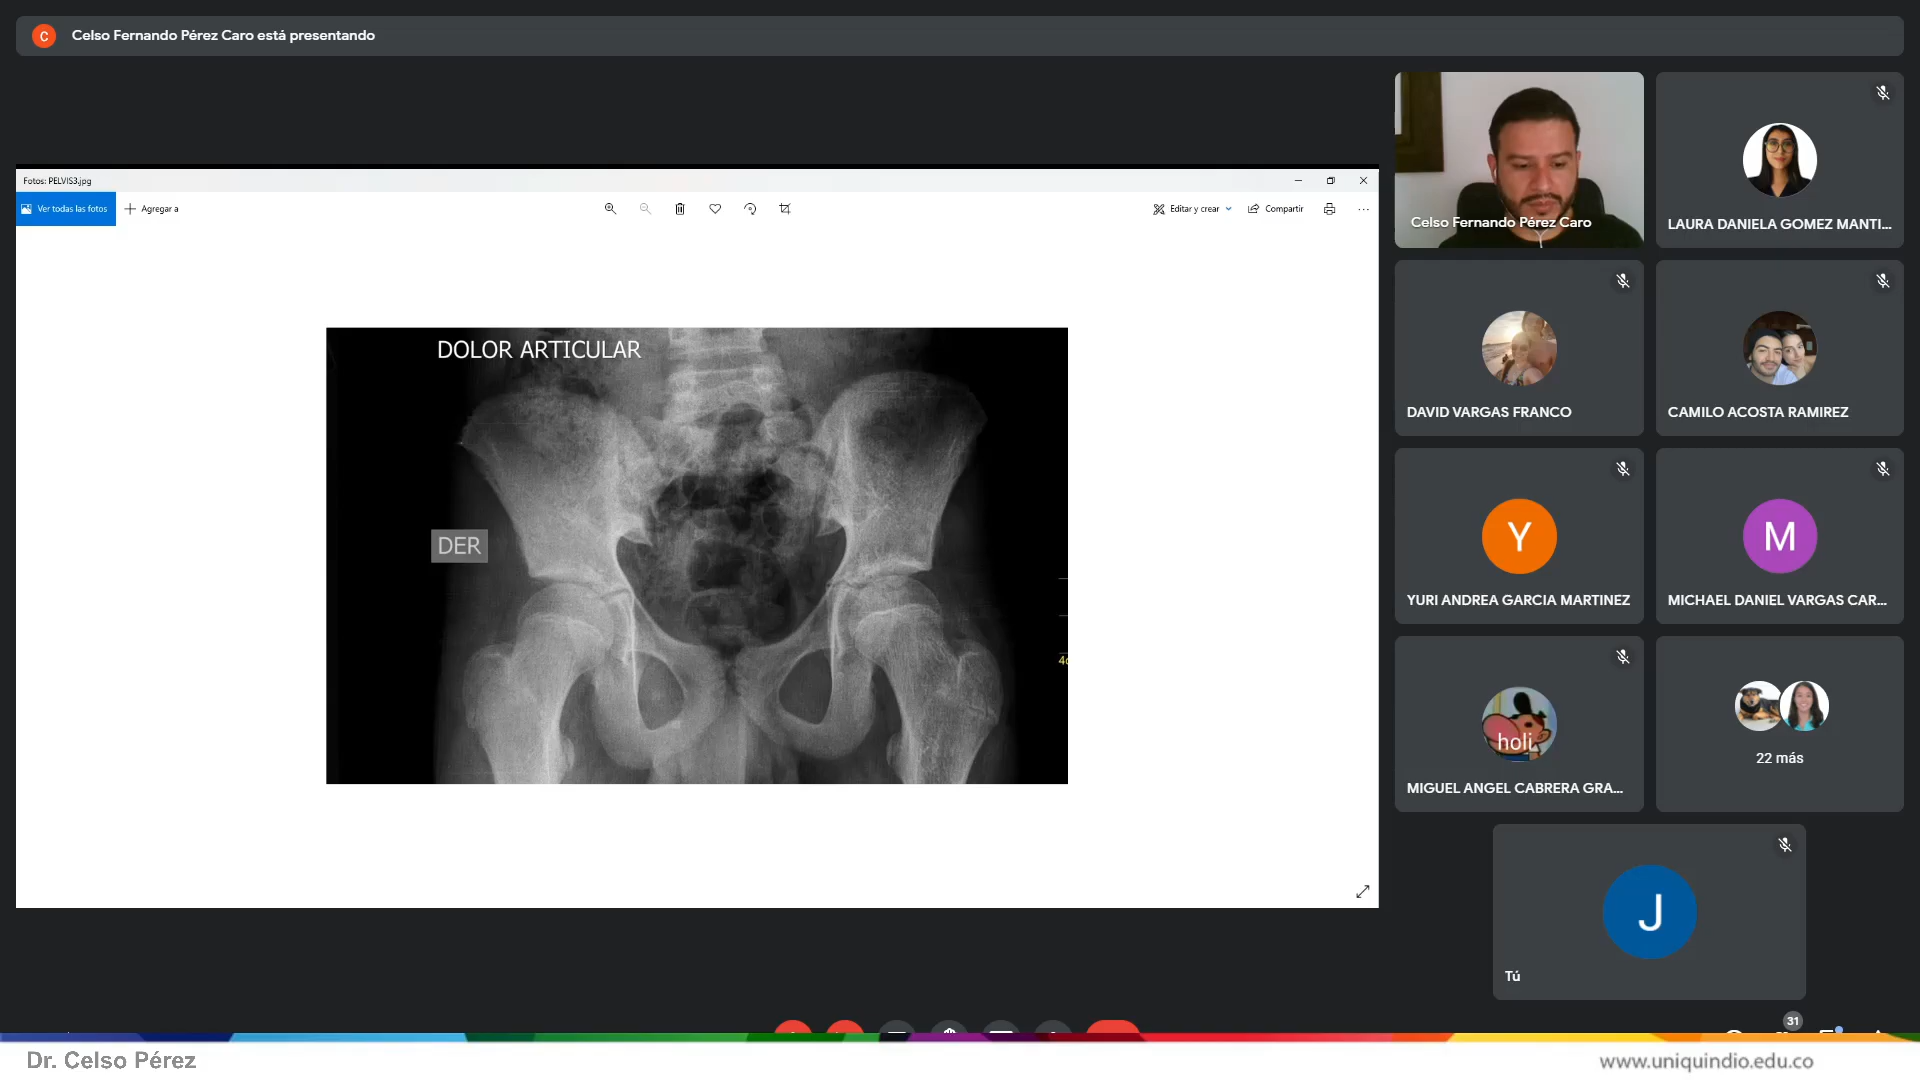 C
Celso Fernando Pérez Caro está presentando
Fotos: PELVIS3.jpg
Ver todas las fotos
Agregar a
Editar y crear
Compartir
DOLOR ARTICULAR
DER
Celso Fernando Pérez Caro
LAURA DANIELA GOMEZ MANTI...
DAVID VARGAS FRANCO
CAMILO ACOSTA RAMIREZ
Y
YURI ANDREA GARCIA MARTINEZ
M
MICHAEL DANIEL VARGAS CAR...
holi
MIGUEL ANGEL CABRERA GRA...
22 más
J
Tú
31
Dr. Celso Pérez
www.uniquindio.edu.co